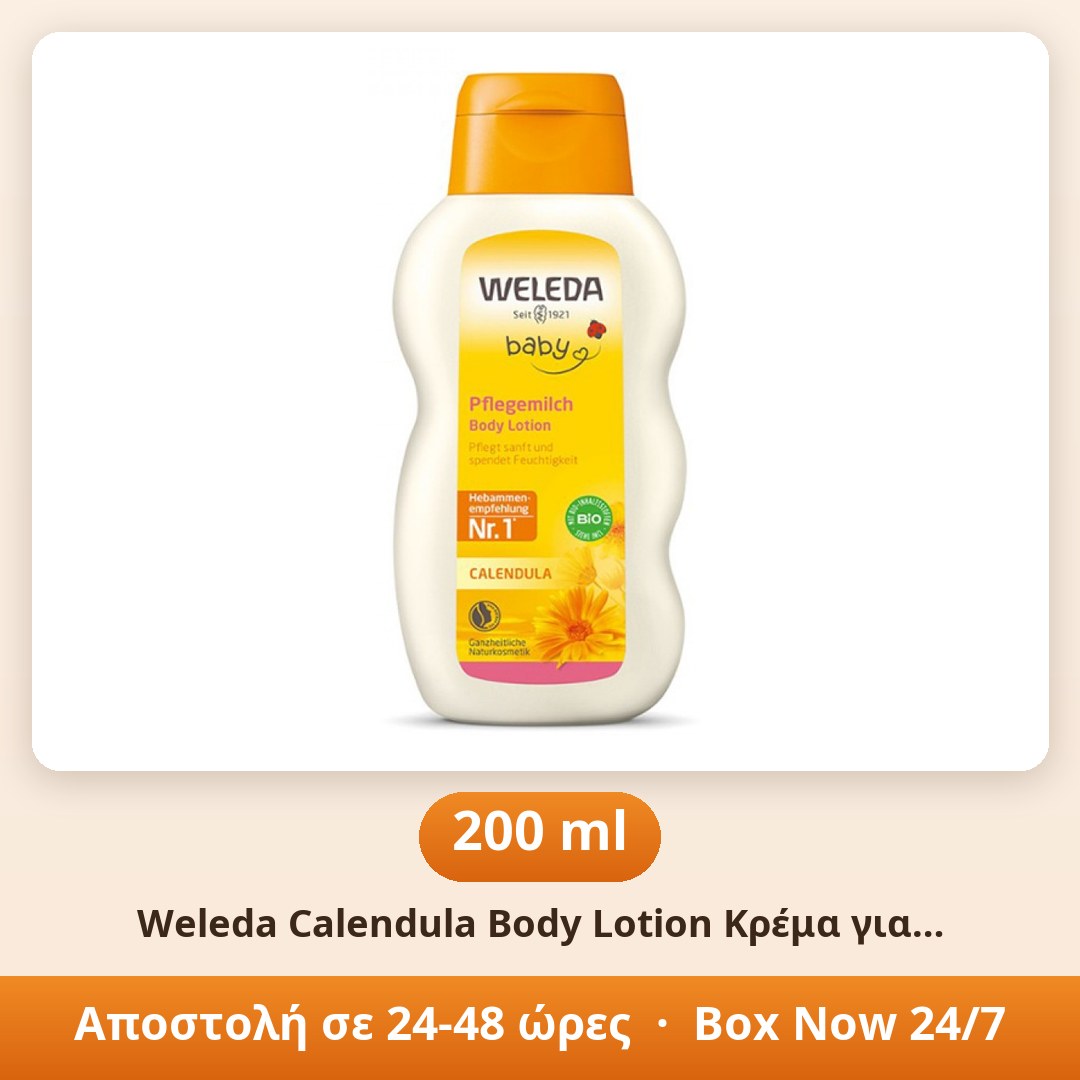 WELEDA
Seit 1921
baby
Pflegemilch
Body Lotion
Pflegt sanft und
spendet Feuchtigkeit
Hebammen-
empfehlung
Nr. 1*
BIO
CALENDULA
Ganzheitliche
Naturkosmetik
200 ml
Weleda Calendula Body Lotion Κρέμα για...
Αποστολή σε 24-48 ώρες · Box Now 24/7